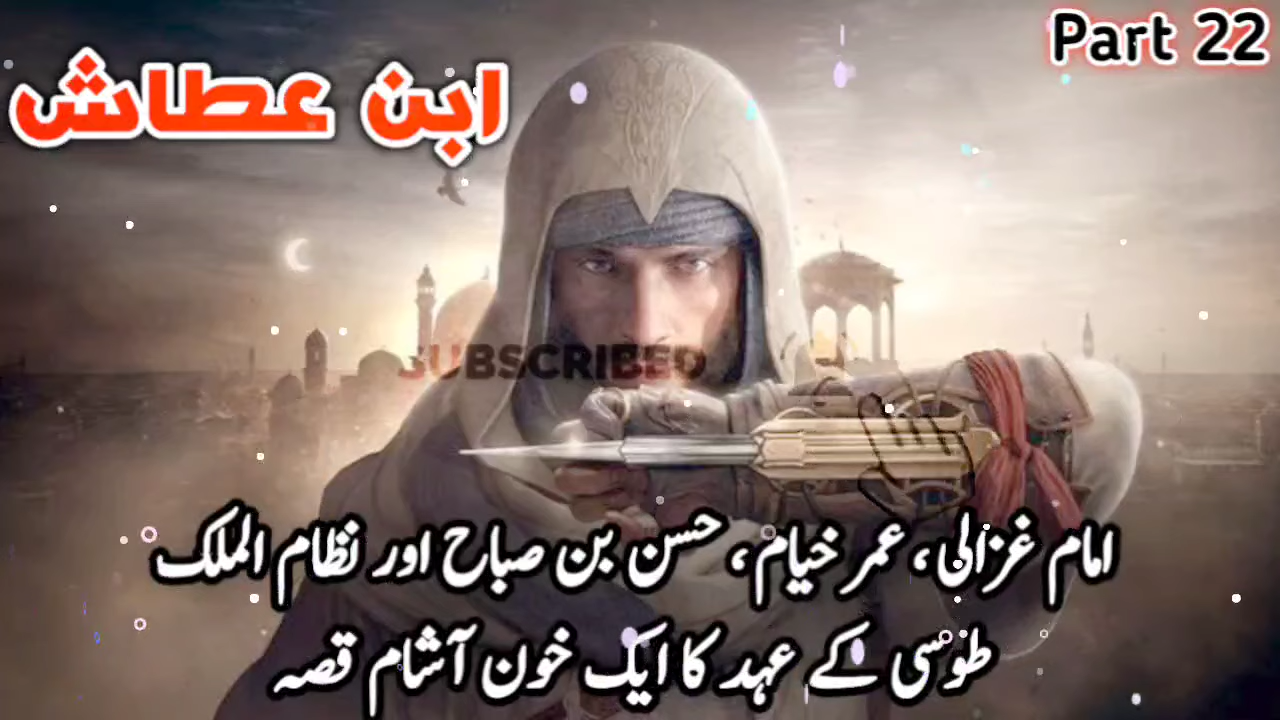 Part 22
ابن عطاش
SUBSCRIBED
امام غزالی، عمر خیام، حسن بن صباح اور نظام الملک
طوسی کے عہد کا ایک خون آشام قصہ